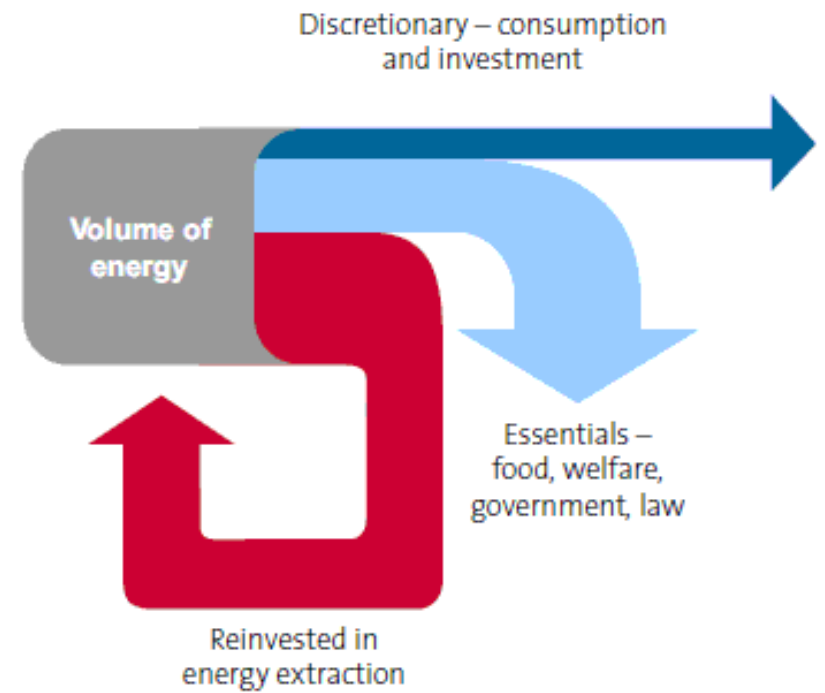 Discretionary – consumption
and investment
Volume of
energy
Essentials –
food, welfare,
government, law
Reinvested in
energy extraction